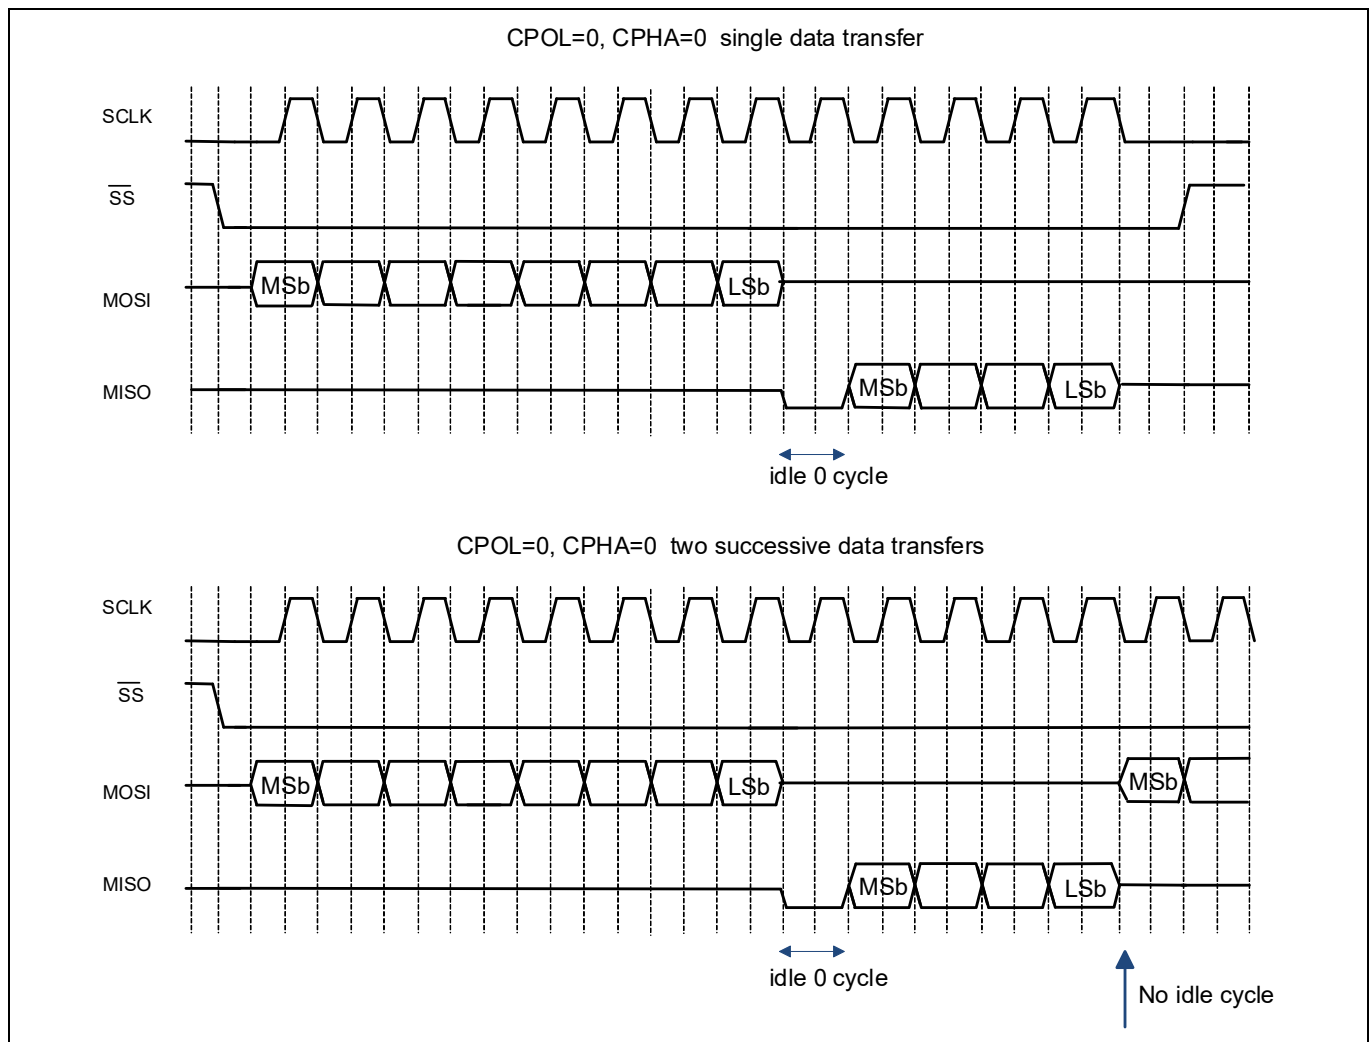 CPOL=0, CPHA=0 single data transfer
SCLK
SS
MOSI
MSb
LSb
MISO
MSb
LSb
idle 0 cycle
CPOL=0, CPHA=0 two successive data transfers
SCLK
SS
MOSI
MSb
LSb
MSb
MISO
MSb
LSb
idle 0 cycle
No idle cycle